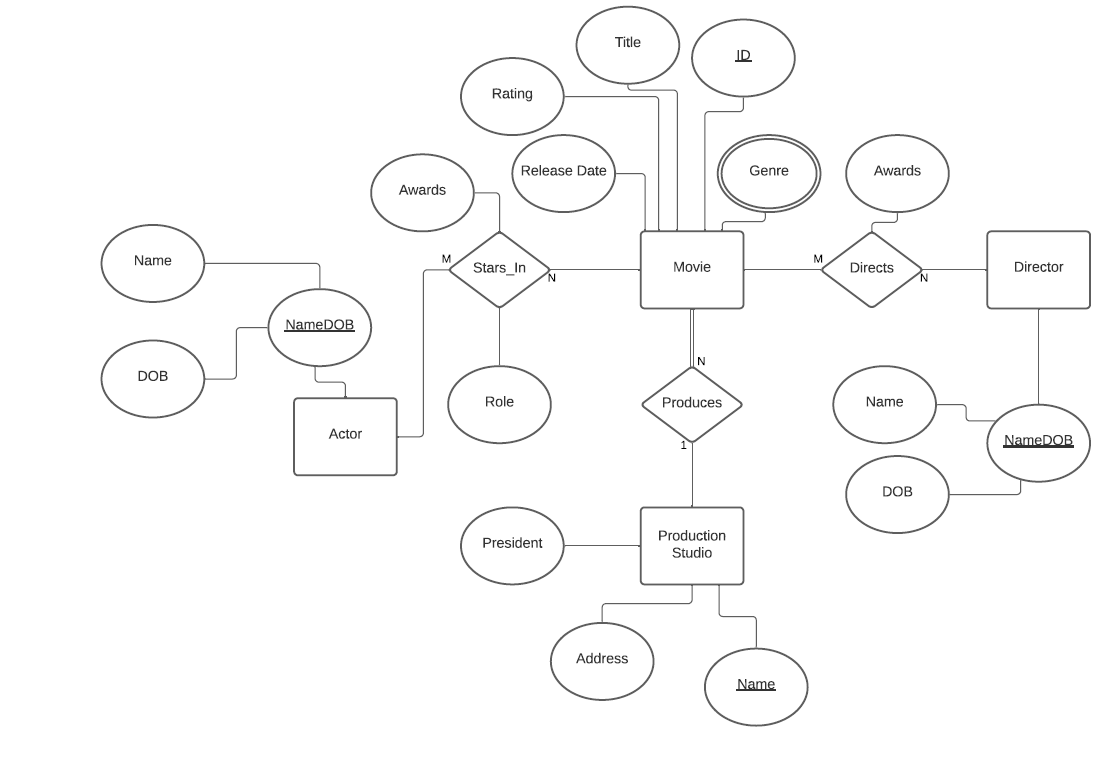 Title
ID
Rating
Release Date
Genre
Awards
Awards
Name
M
Stars_In
N
Movie
M
Directs
N
Director
NameDOB
DOB
N
Role
Produces
Name
Actor
1
NameDOB
DOB
President
Production
Studio
Address
Name